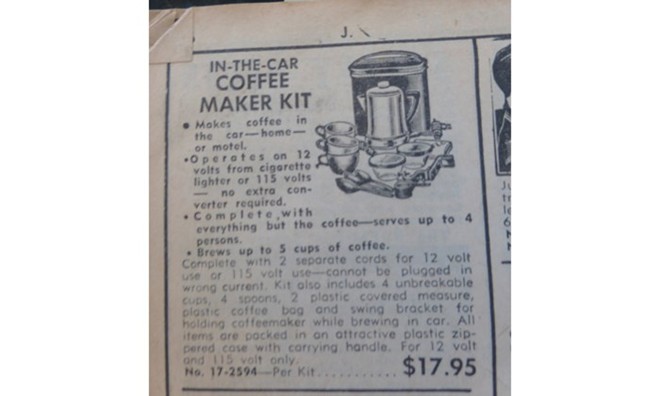 J.
IN-THE-CAR
COFFEE
MAKER KIT
• Makes coffee in
the car—home—
or motel.
•Operates on 12
volts from cigarette
lighter or 115 volts
— no extra con-
verter required.
• Complete with
everything but the coffee—serves up to 4
persons.
• Brews up to 5 cups of coffee.
Complete with 2 separate cords for 12 volt
use or 115 volt use—cannot be plugged in
wrong current. Kit also includes 4 unbreakable
cups, 4 spoons, 2 plastic covered measure,
plastic coffee bag and swing bracket for
holding coffeemaker while brewing in car. All
items are packed in an attractive plastic zip-
pered case with carrying handle. For 12 volt
and 115 volt only.
No. 17-2594—Per Kit........... $17.95